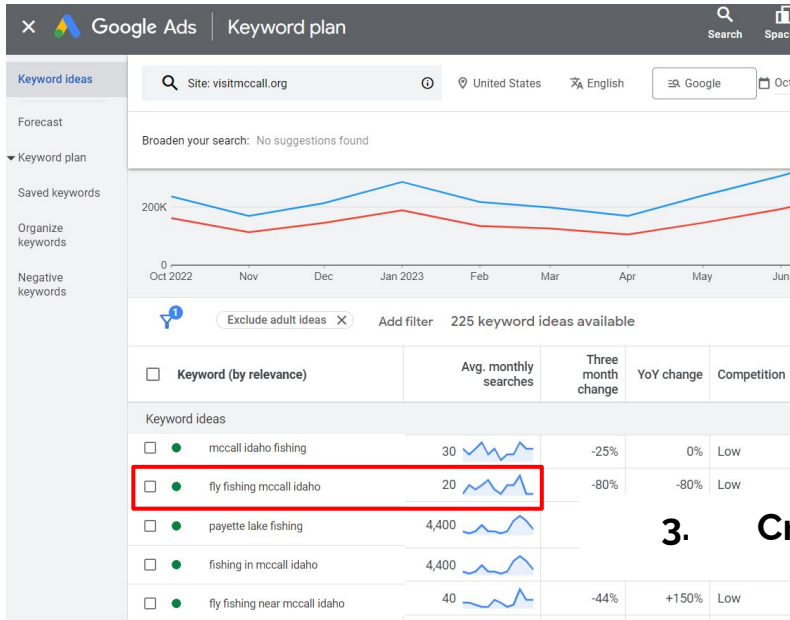 × Google Ads | Keyword plan
Search
Keyword ideas
Forecast
Keyword plan
Saved keywords
Organize
keywords
Negative
keywords
Site: visitmccall.org United States English Google
Broaden your search: No suggestions found
200K
0
Oct 2022 Nov Dec Jan 2023 Feb Mar Apr May Jun
1 Exclude adult ideas × Add filter 225 keyword ideas available
Keyword (by relevance) Avg. monthly searches Three month change YoY change Competition
Keyword ideas
mccall idaho fishing 30 -25% 0% Low
fly fishing mccall idaho 20 -80% -80% Low
payette lake fishing 4,400
3.
fishing in mccall idaho 4,400
fly fishing near mccall idaho 40 -44% +150% Low